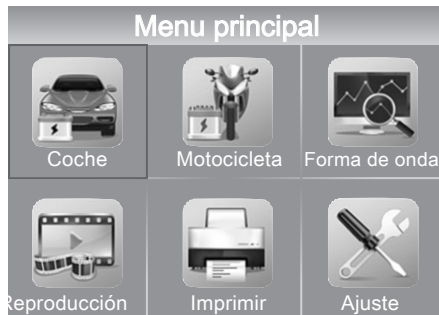 Menu principal
Coche
Motocicleta
Forma de onda
Reproducción
Imprimir
Ajuste